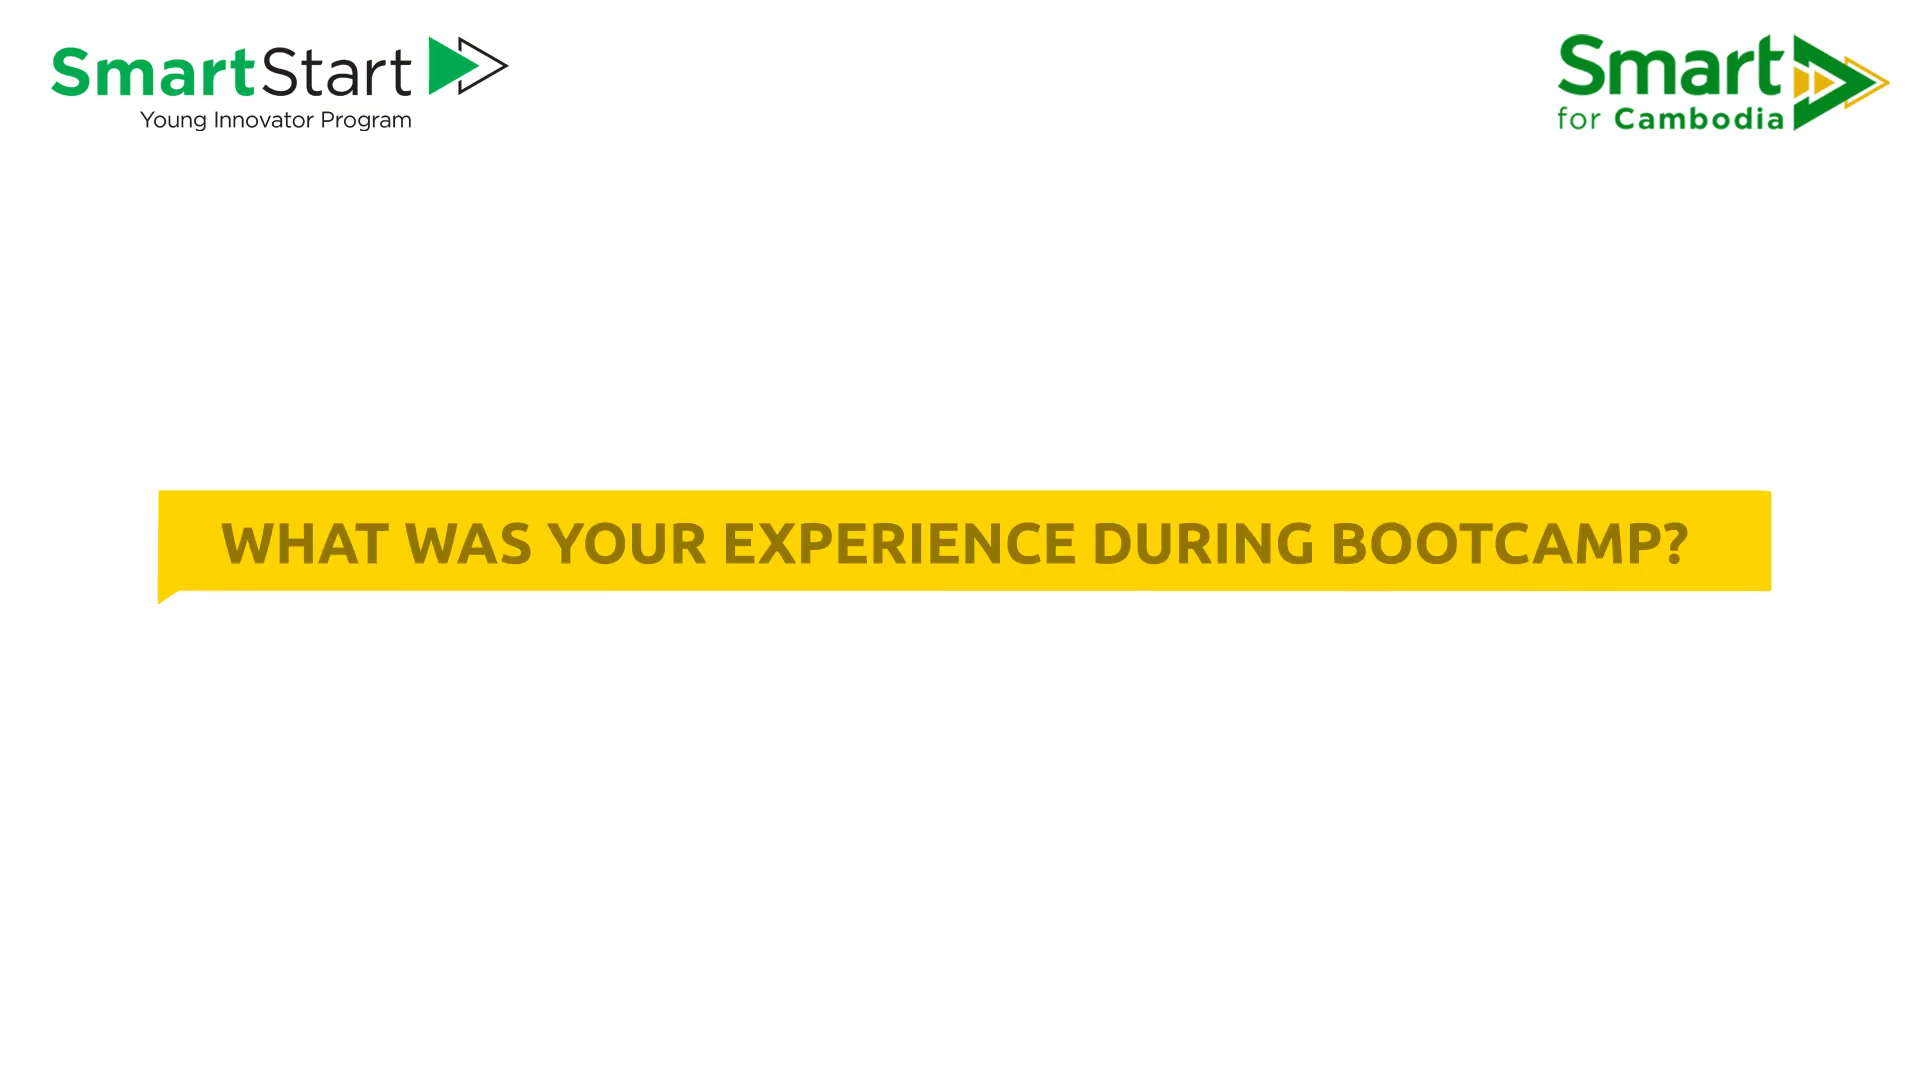 SmartStart
Young Innovator Program
Smart
for Cambodia
WHAT WAS YOUR EXPERIENCE DURING BOOTCAMP?